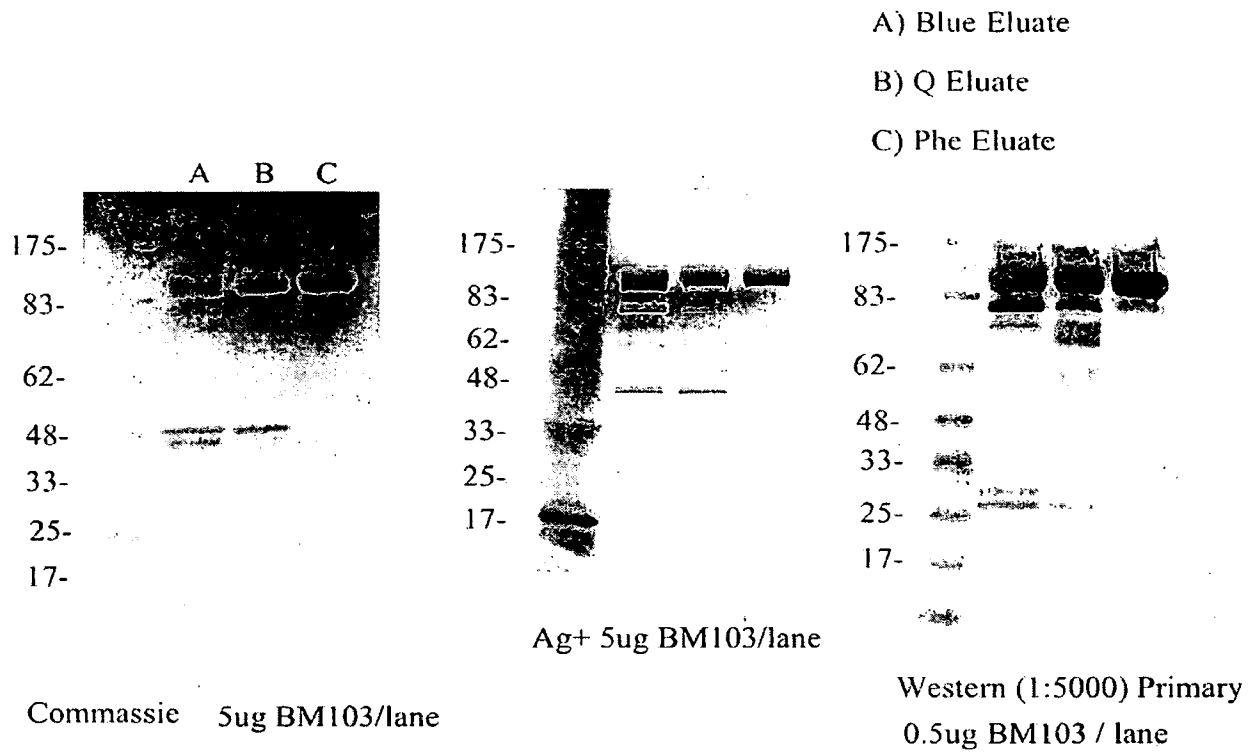 A) Blue Eluate
B) Q Eluate
C) Phe Eluate
A B C
175-
83-
62-
48-
33-
25-
17-
Commassie 5ug BM103/lane
175-
83-
62-
48-
33-
25-
17-
Ag+ 5ug BM103/lane
175-
83-
62-
48-
33-
25-
17-
Western (1:5000) Primary
0.5ug BM103 / lane